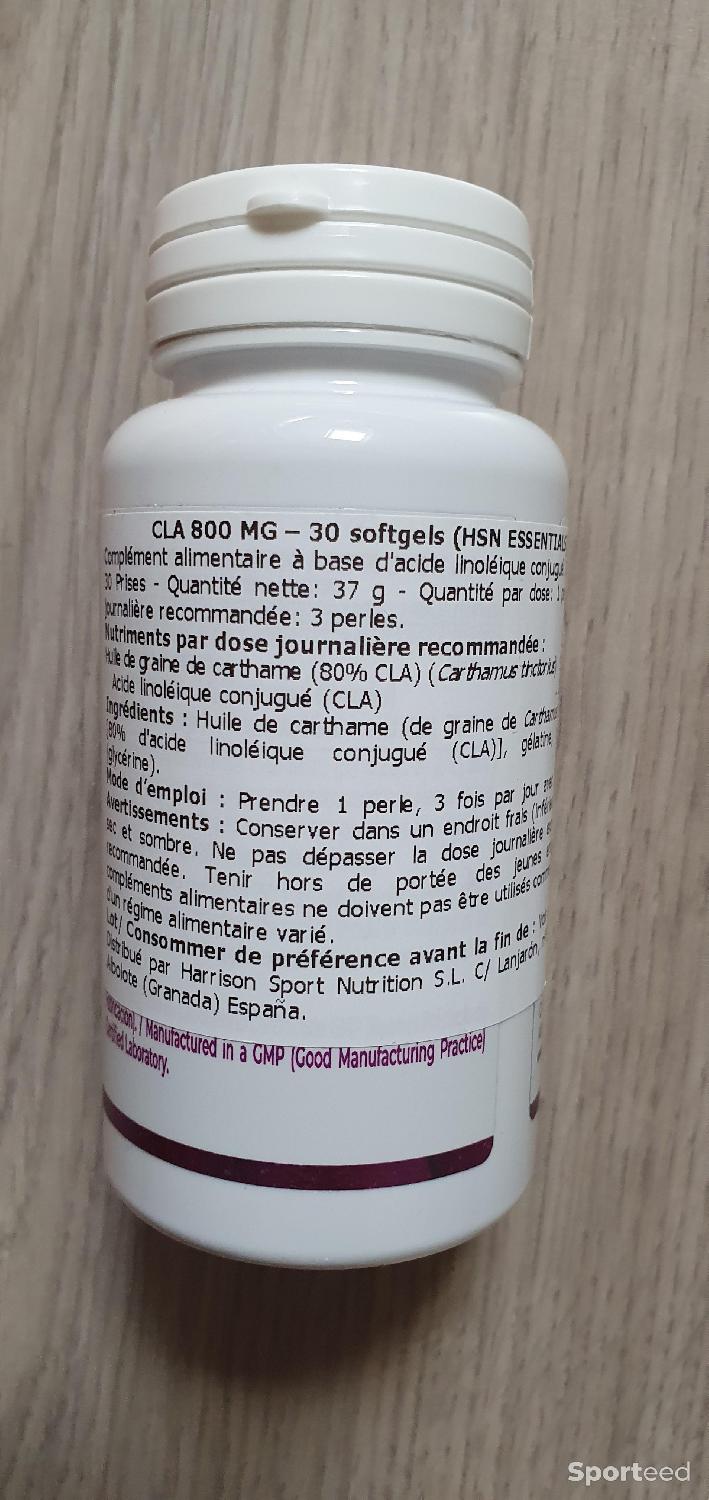 CLA 800 MG – 30 softgels (HSN ESSENTIALS
Complément alimentaire à base d'acide linoléique conjugué
30 Prises - Quantité nette: 37 g - Quantité par dose: 1
journalière recommandée: 3 perles.
Nutriments par dose journalière recommandée :
Huile de graine de carthame (80% CLA) (Carthamus tinctorius)
Acide linoléique conjugué (CLA)
Ingrédients : Huile de carthame (de graine de Carthamus
[80% d'acide linoléique conjugué (CLA)], gélatine,
(glycérine).
Mode d'emploi : Prendre 1 perle, 3 fois par jour
Avertissements : Conserver dans un endroit frais
sec et sombre. Ne pas dépasser la dose journalière
recommandée. Tenir hors de portée des jeunes
compléments alimentaires ne doivent pas être utilisés
d'un régime alimentaire varié.
Lot/ Consommer de préférence avant la fin de :
Distribué par Harrison Sport Nutrition S.L. C/ Lanjarón,
Albolote (Granada) España.
/ Manufactured in a GMP (Good Manufacturing Practice)
Certified Laboratory.
Sporteed